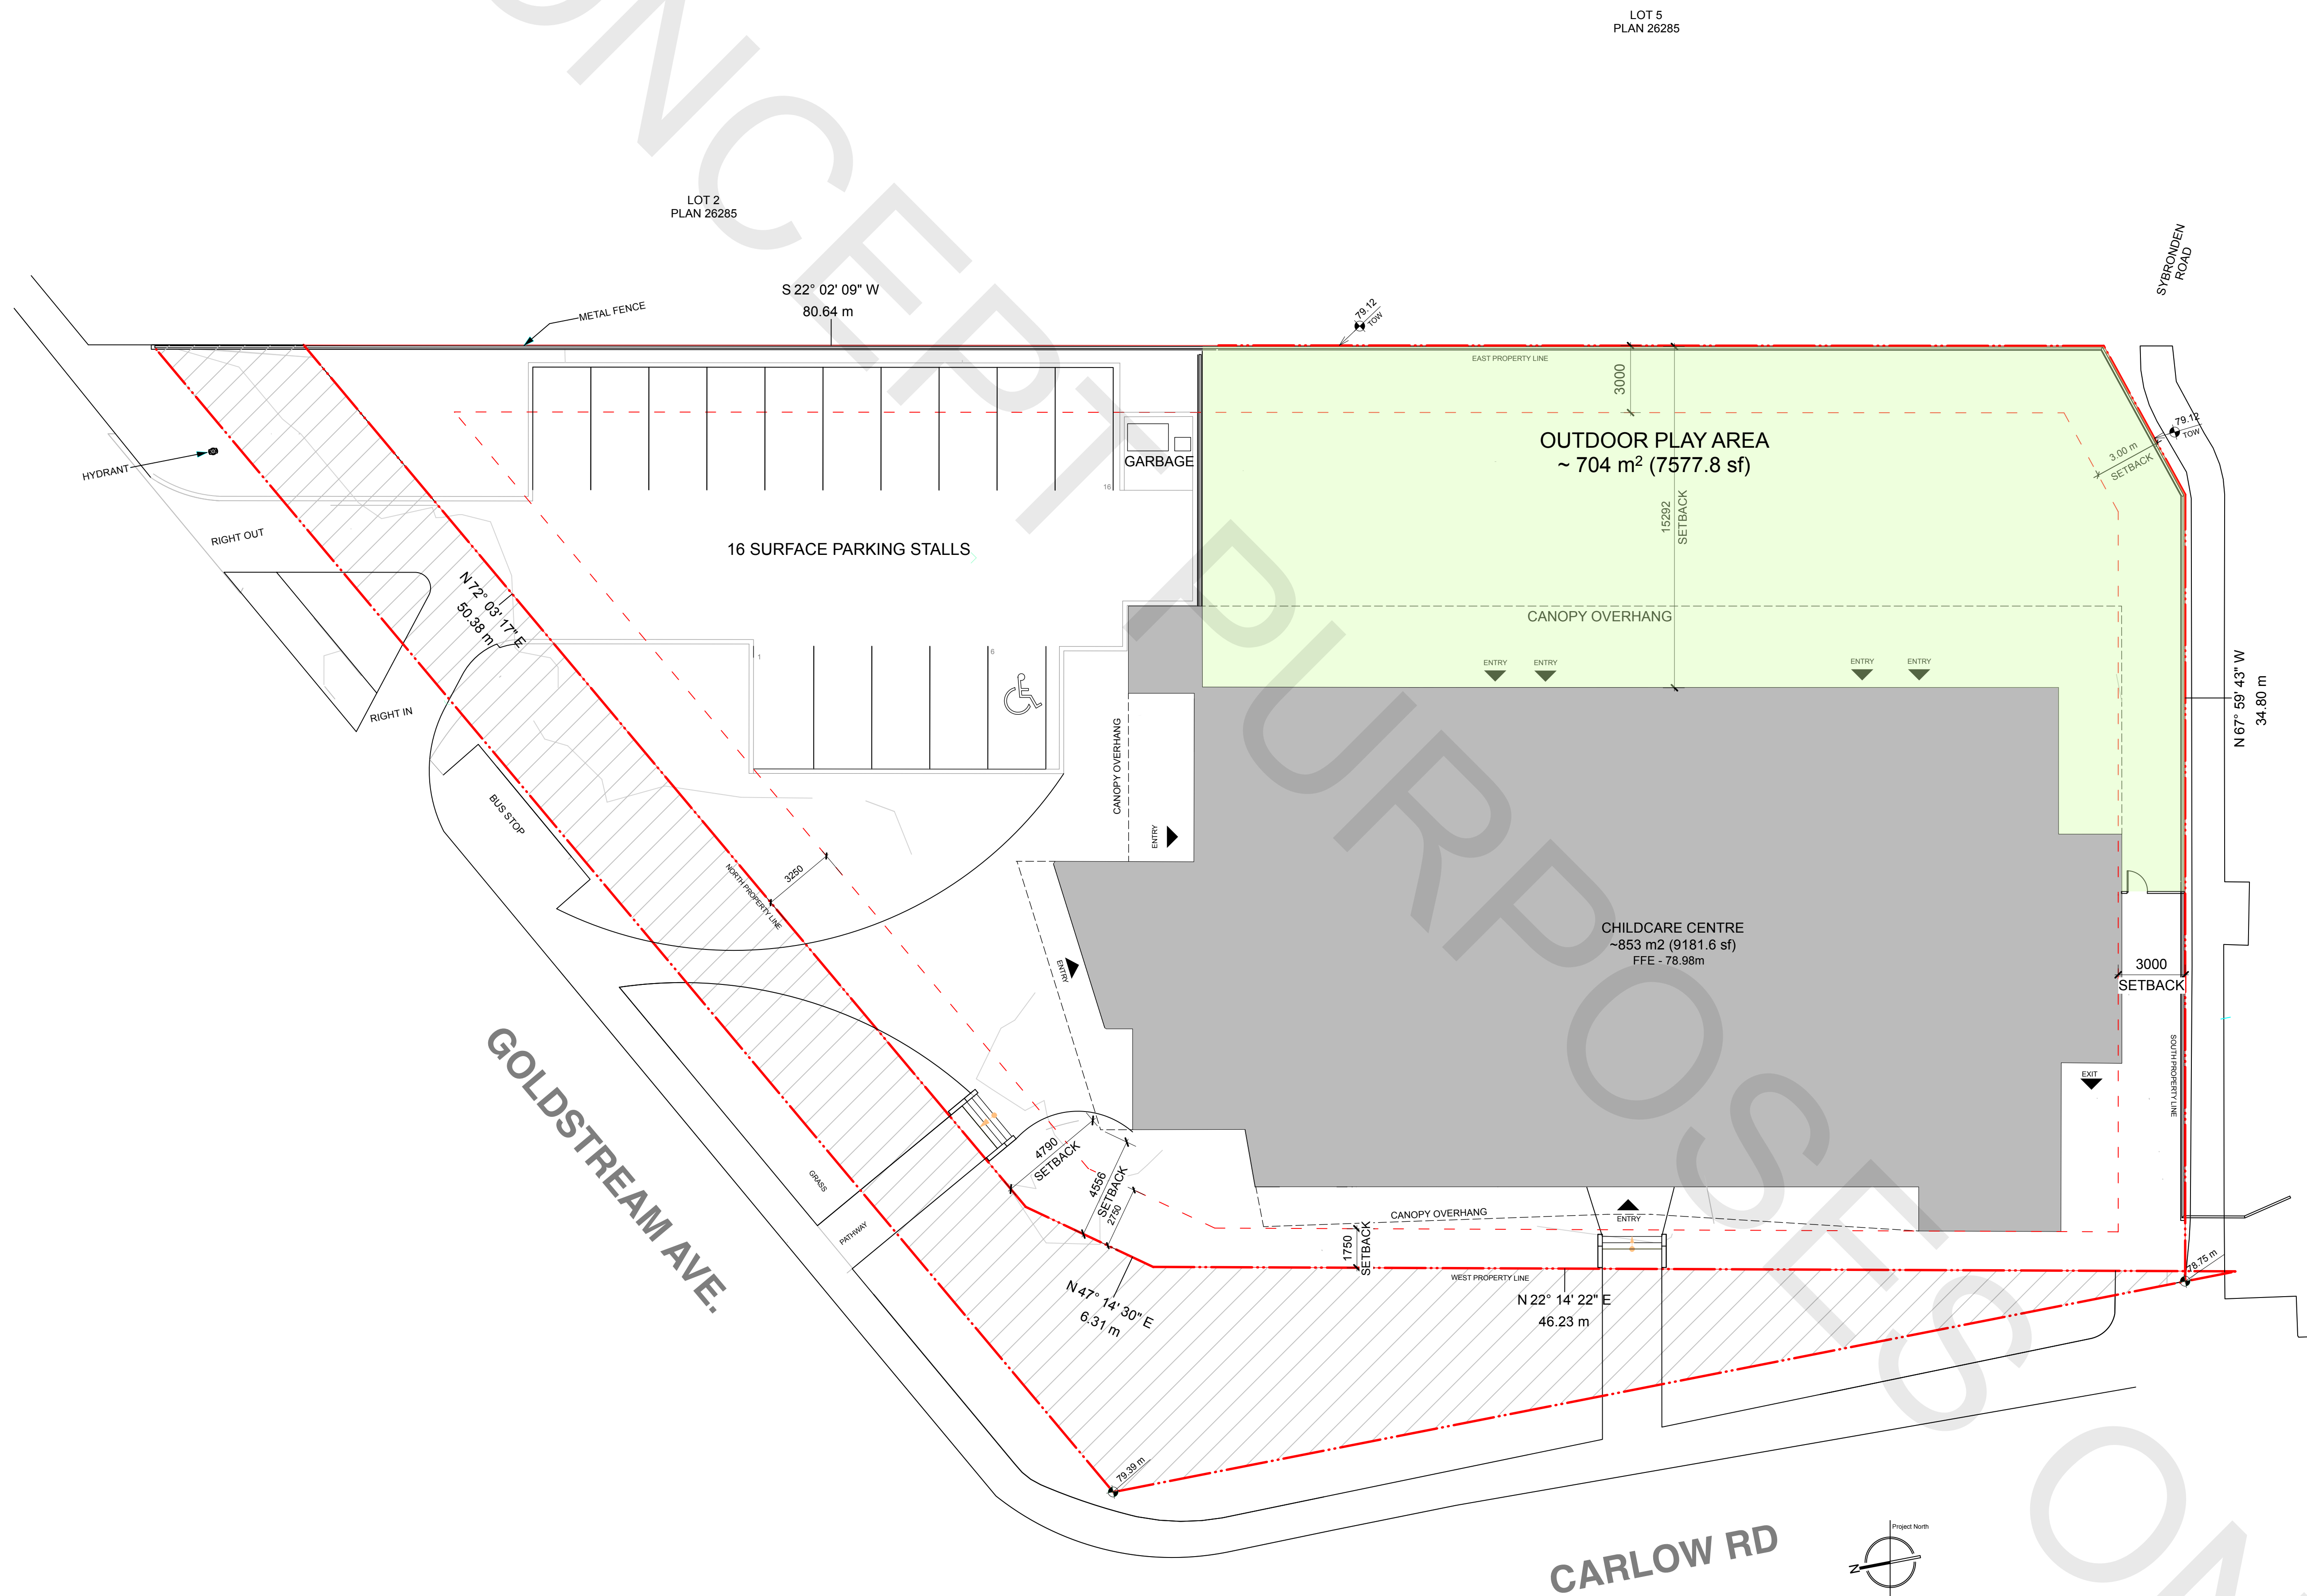 LOT 5
PLAN 26285
LOT 2
PLAN 26285
SYBRONDEN
ROAD
S 22° 02' 09" W
80.64 m
METAL FENCE
79.12
TOW
EAST PROPERTY LINE
3000
79.12
TOW
3.00 m
SETBACK
HYDRANT
GARBAGE
OUTDOOR PLAY AREA
~ 704 m² (7577.8 sf)
16
15292
SETBACK
RIGHT OUT
16 SURFACE PARKING STALLS
N 72° 03' 17" E
50.38 m
CANOPY OVERHANG
1
6
ENTRY
ENTRY
ENTRY
ENTRY
N 67° 59' 43" W
34.80 m
RIGHT IN
CANOPY OVERHANG
BUS STOP
ENTRY
3250
NORTH PROPERTY LINE
CHILDCARE CENTRE
~853 m2 (9181.6 sf)
FFE - 78.98m
ENTRY
3000
SETBACK
GOLDSTREAM AVE.
SOUTH PROPERTY LINE
EXIT
4790
SETBACK
4556
SETBACK
2750
GRASS
PATHWAY
CANOPY OVERHANG
ENTRY
1750
SETBACK
WEST PROPERTY LINE
78.75 m
N 47° 14' 30" E
6.31 m
N 22° 14' 22" E
46.23 m
79.39 m
CARLOW RD
Project North
N
ONCEPT PURPOSES ON